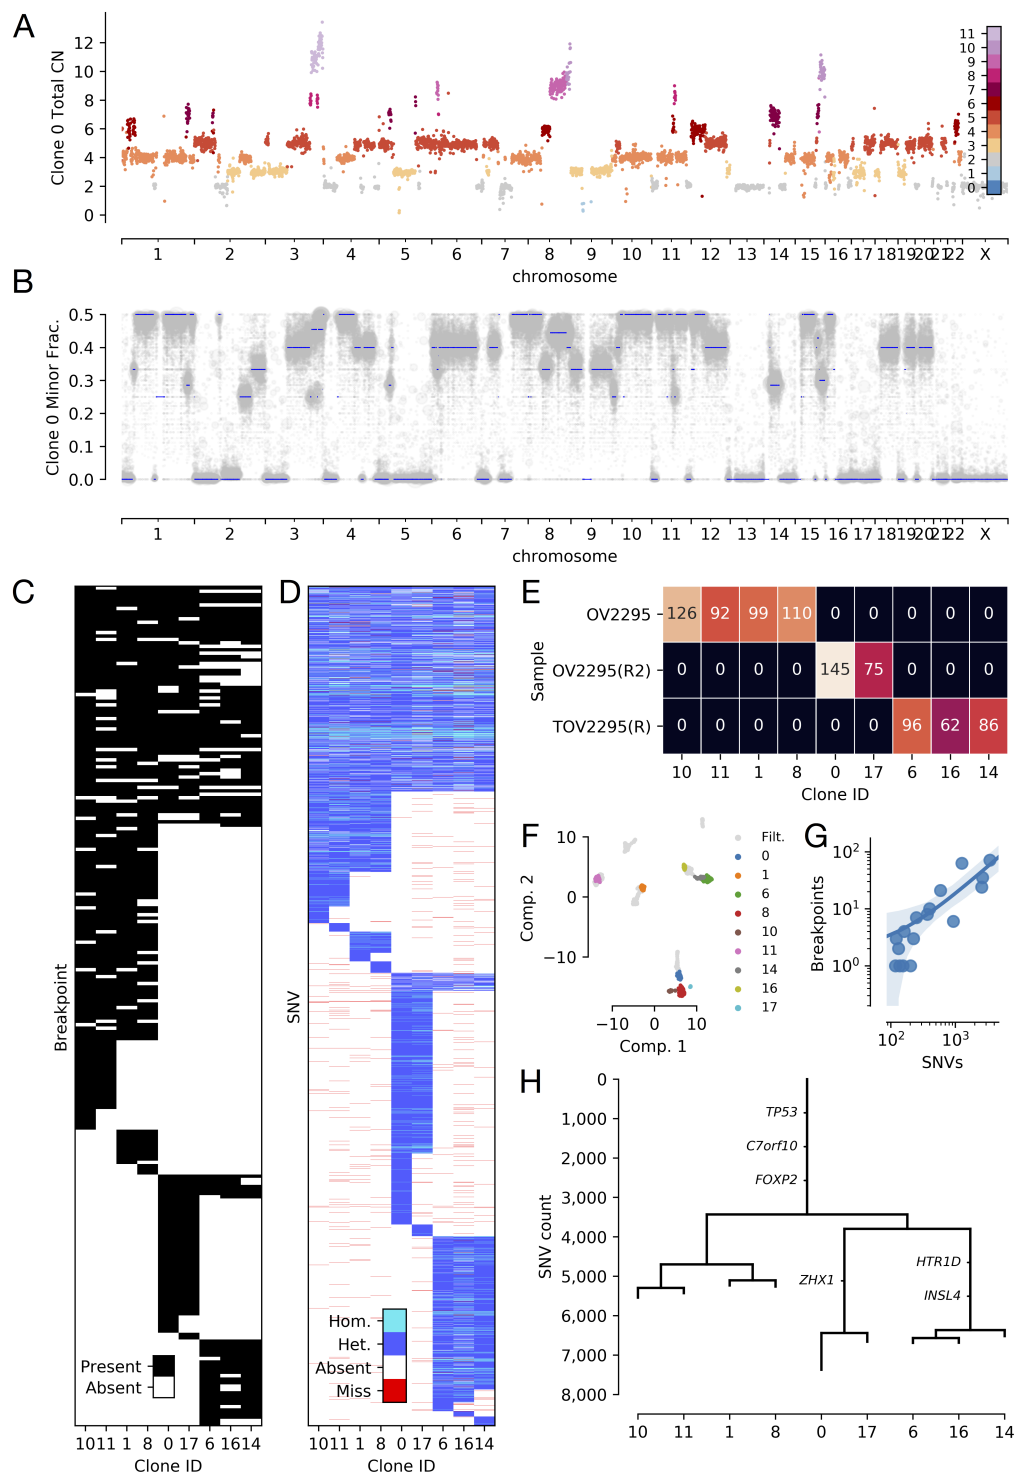 A
Clone 0 Total CN
12
10
8
6
4
2
0
11
10
9
8
7
6
5
4
3
2
1
0
1 2 3 4 5 6 7 8 9 10 11 12 13 14 15 16 17 18 19 20 21 22 X
chromosome
B
Clone 0 Minor Frac.
0.5
0.4
0.3
0.2
0.1
0.0
1 2 3 4 5 6 7 8 9 10 11 12 13 14 15 16 17 18 19 20 21 22 X
chromosome
C
Breakpoint
Present
Absent
10 11 1 8 0 17 6 16 14
Clone ID
D
SNV
Hom.
Het.
Absent
Miss
10 11 1 8 0 17 6 16 14
Clone ID
E
Sample
OV2295 126 92 99 110 0 0 0 0 0
OV2295(R2) 0 0 0 0 145 75 0 0 0
TOV2295(R) 0 0 0 0 0 0 96 62 86
10 11 1 8 0 17 6 16 14
Clone ID
F
Comp. 2
10
0
−10
−10 0 10
Comp. 1
Filt.
0
1
6
8
10
11
14
16
17
G
Breakpoints
10²
10¹
10⁰
10² 10³
SNVs
H
SNV count
0
1,000
2,000
3,000
4,000
5,000
6,000
7,000
8,000
TP53
C7orf10
FOXP2
ZHX1
HTR1D
INSL4
10 11 1 8 0 17 6 16 14